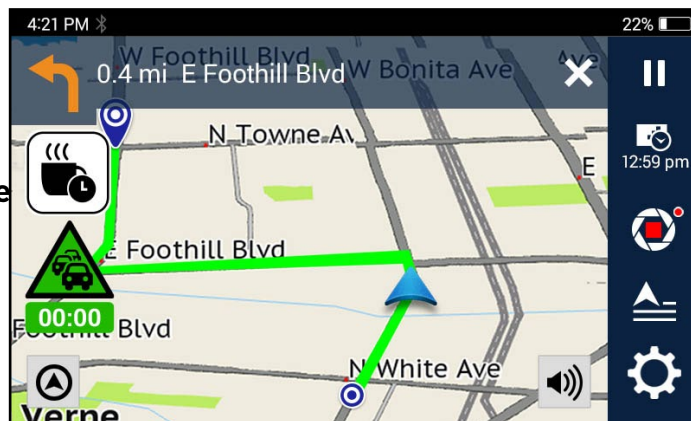 4:21 PM
22%
W Foothill Blvd
W Bonita Ave
Ave
0.4 mi E Foothill Blvd
N Towne Av
E
12:59 pm
e
E Foothill Blvd
00:00
Foothill Blvd
N White Ave
Verne